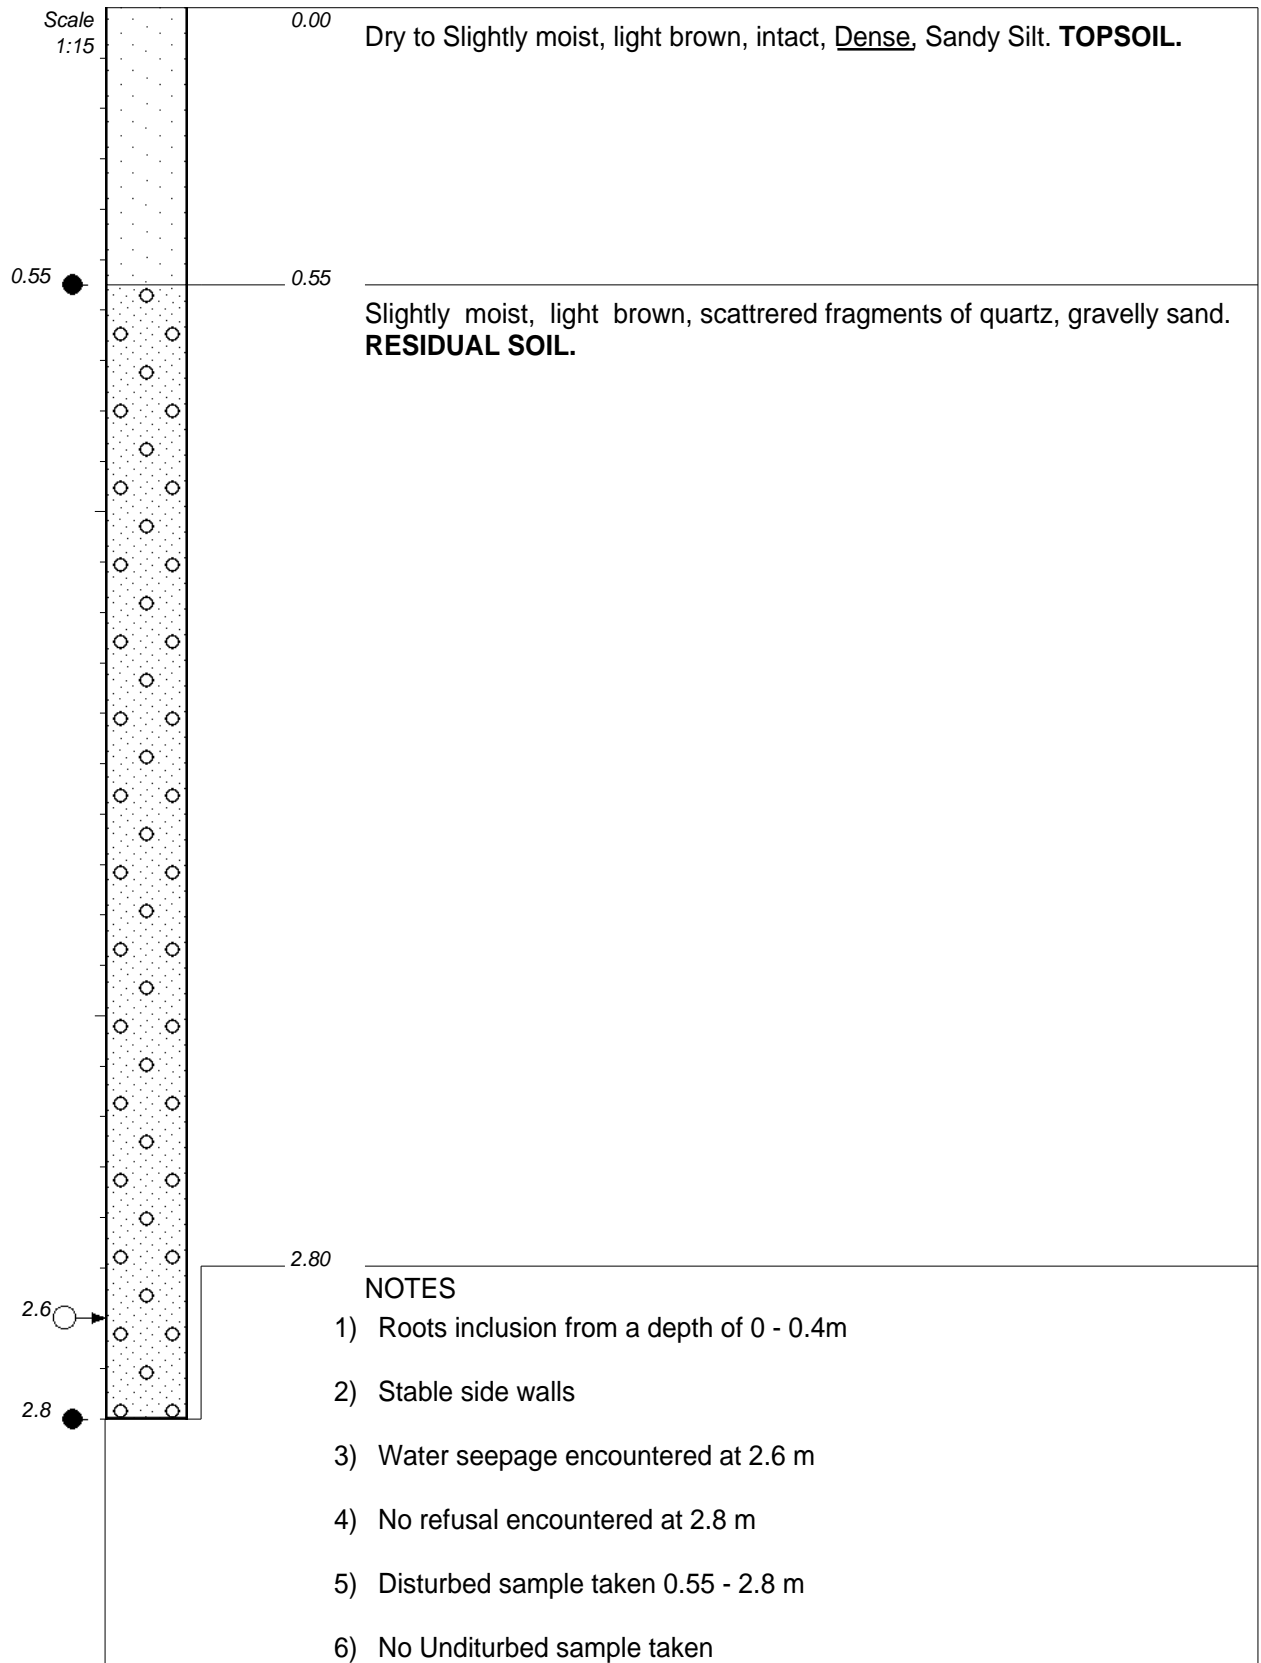 Scale
1:15
0.00
Dry to Slightly moist, light brown, intact, Dense, Sandy Silt. TOPSOIL.
0.55
0.55
Slightly moist, light brown, scattrered fragments of quartz, gravelly sand.
RESIDUAL SOIL.
2.80
NOTES
2.6
1) Roots inclusion from a depth of 0 - 0.4m
2) Stable side walls
2.8
3) Water seepage encountered at 2.6 m
4) No refusal encountered at 2.8 m
5) Disturbed sample taken 0.55 - 2.8 m
6) No Unditurbed sample taken